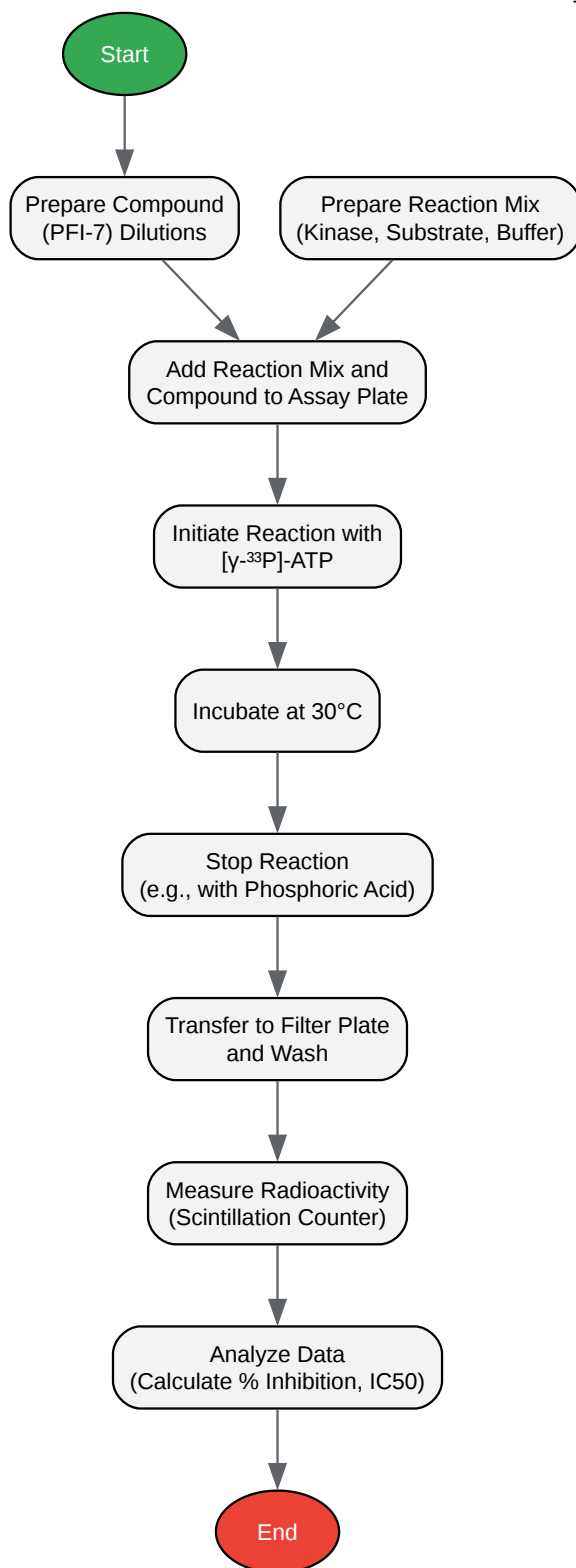 Start
Prepare Compound
(PFI-7) Dilutions
Prepare Reaction Mix
(Kinase, Substrate, Buffer)
Add Reaction Mix and
Compound to Assay Plate
Initiate Reaction with
[γ-³³P]-ATP
Incubate at 30°C
Stop Reaction
(e.g., with Phosphoric Acid)
Transfer to Filter Plate
and Wash
Measure Radioactivity
(Scintillation Counter)
Analyze Data
(Calculate % Inhibition, IC50)
End